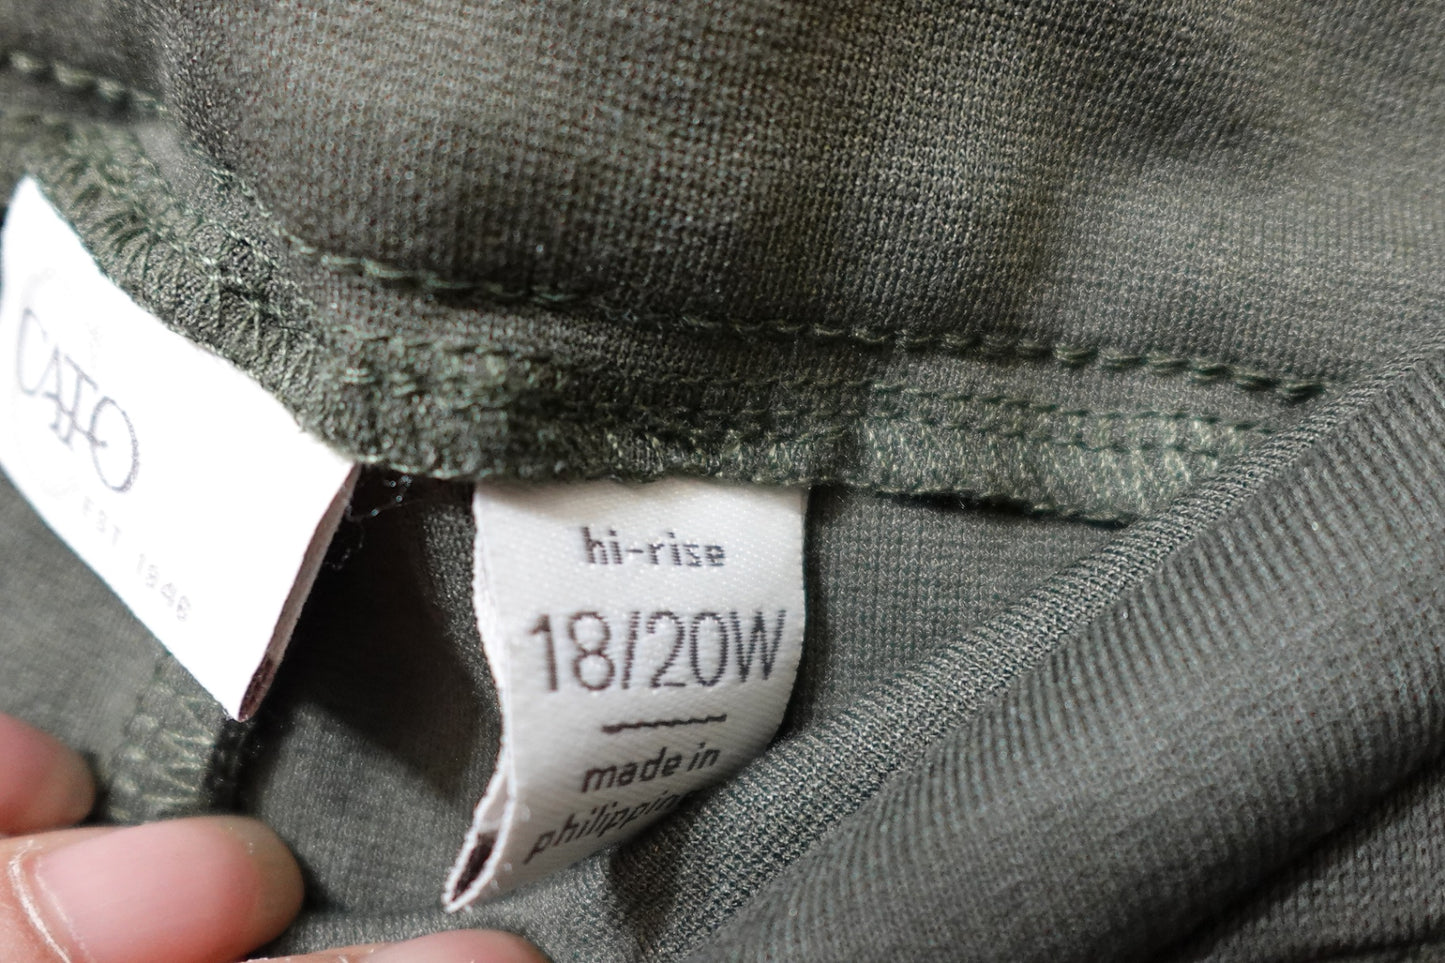 CATO
EST 1946
hi-rise
18/20W
made in